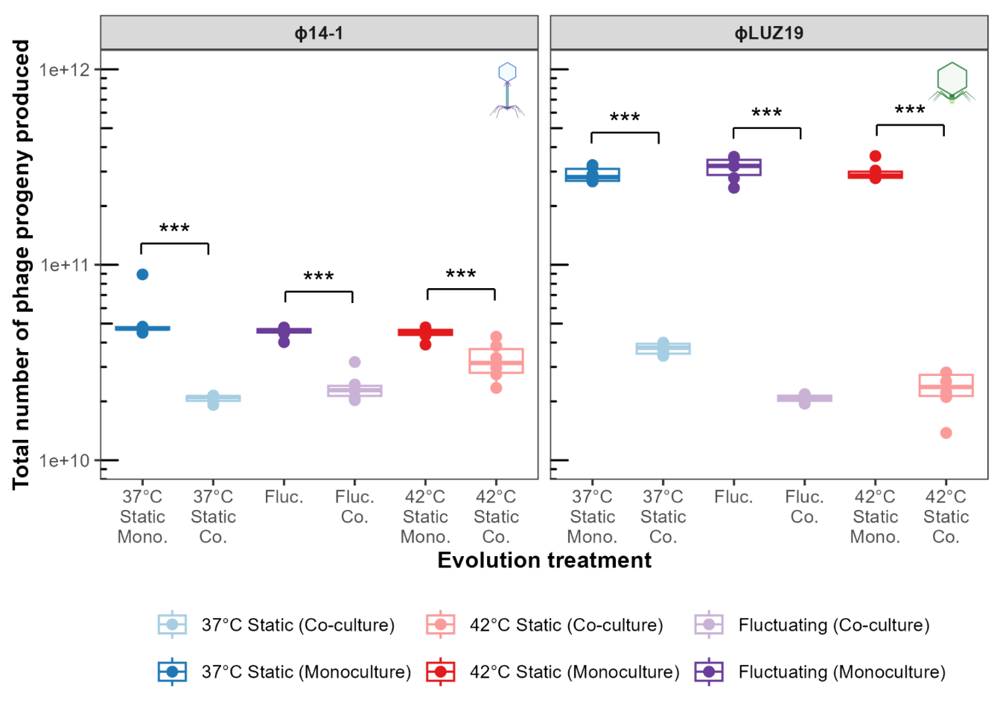 ϕ14-1
ϕLUZ19
Total number of phage progeny produced
1e+12
1e+11
1e+10
***
***
***
***
***
***
37°C Static Mono.
37°C Static Co.
Fluc.
Fluc. Co.
42°C Static Mono.
42°C Static Co.
37°C Static Mono.
37°C Static Co.
Fluc.
Fluc. Co.
42°C Static Mono.
42°C Static Co.
Evolution treatment
37°C Static (Co-culture)
42°C Static (Co-culture)
Fluctuating (Co-culture)
37°C Static (Monoculture)
42°C Static (Monoculture)
Fluctuating (Monoculture)